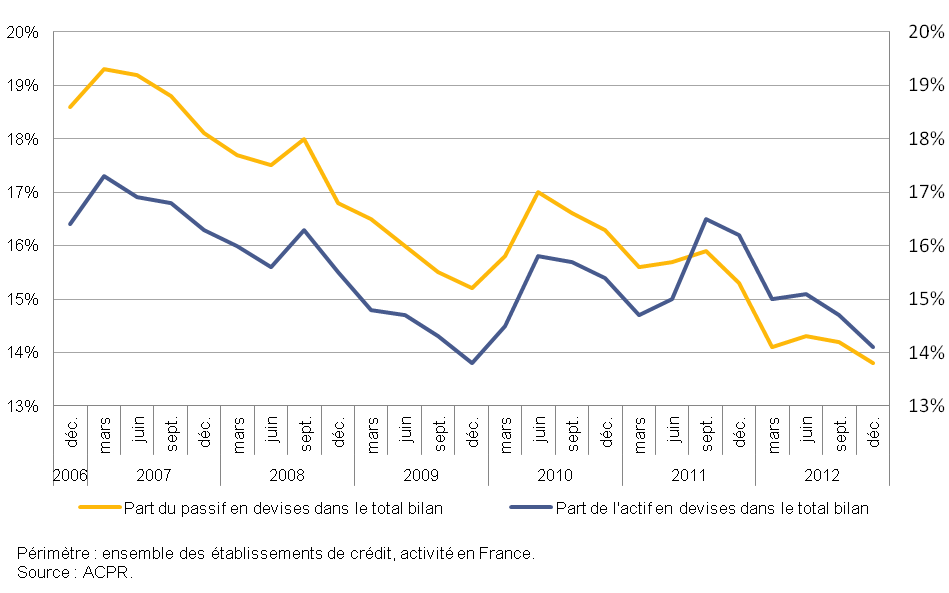 20% 20%
19% 19%
18% 18%
17% 17%
16% 16%
15% 15%
14% 14%
13% 13%
déc. mars juin sept. déc. mars juin sept. déc. mars juin sept. déc. mars juin sept. déc. mars juin sept. déc. mars juin sept. déc.
2006 2007 2008 2009 2010 2011 2012
Part du passif en devises dans le total bilan Part de l'actif en devises dans le total bilan
Périmètre : ensemble des établissements de crédit, activité en France.
Source : ACPR.